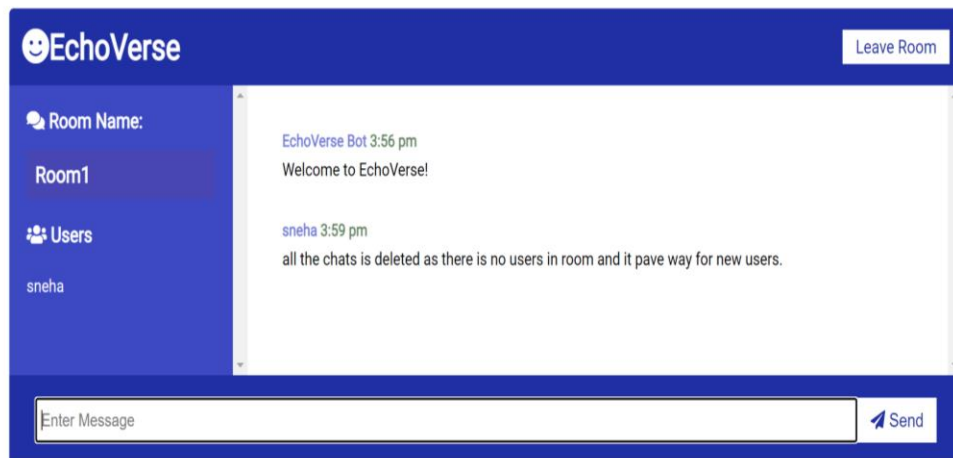 EchoVerse
Leave Room
Room Name:
Room1
Users
sneha
EchoVerse Bot 3:56 pm
Welcome to EchoVerse!
sneha 3:59 pm
all the chats is deleted as there is no users in room and it pave way for new users.
Enter Message
Send